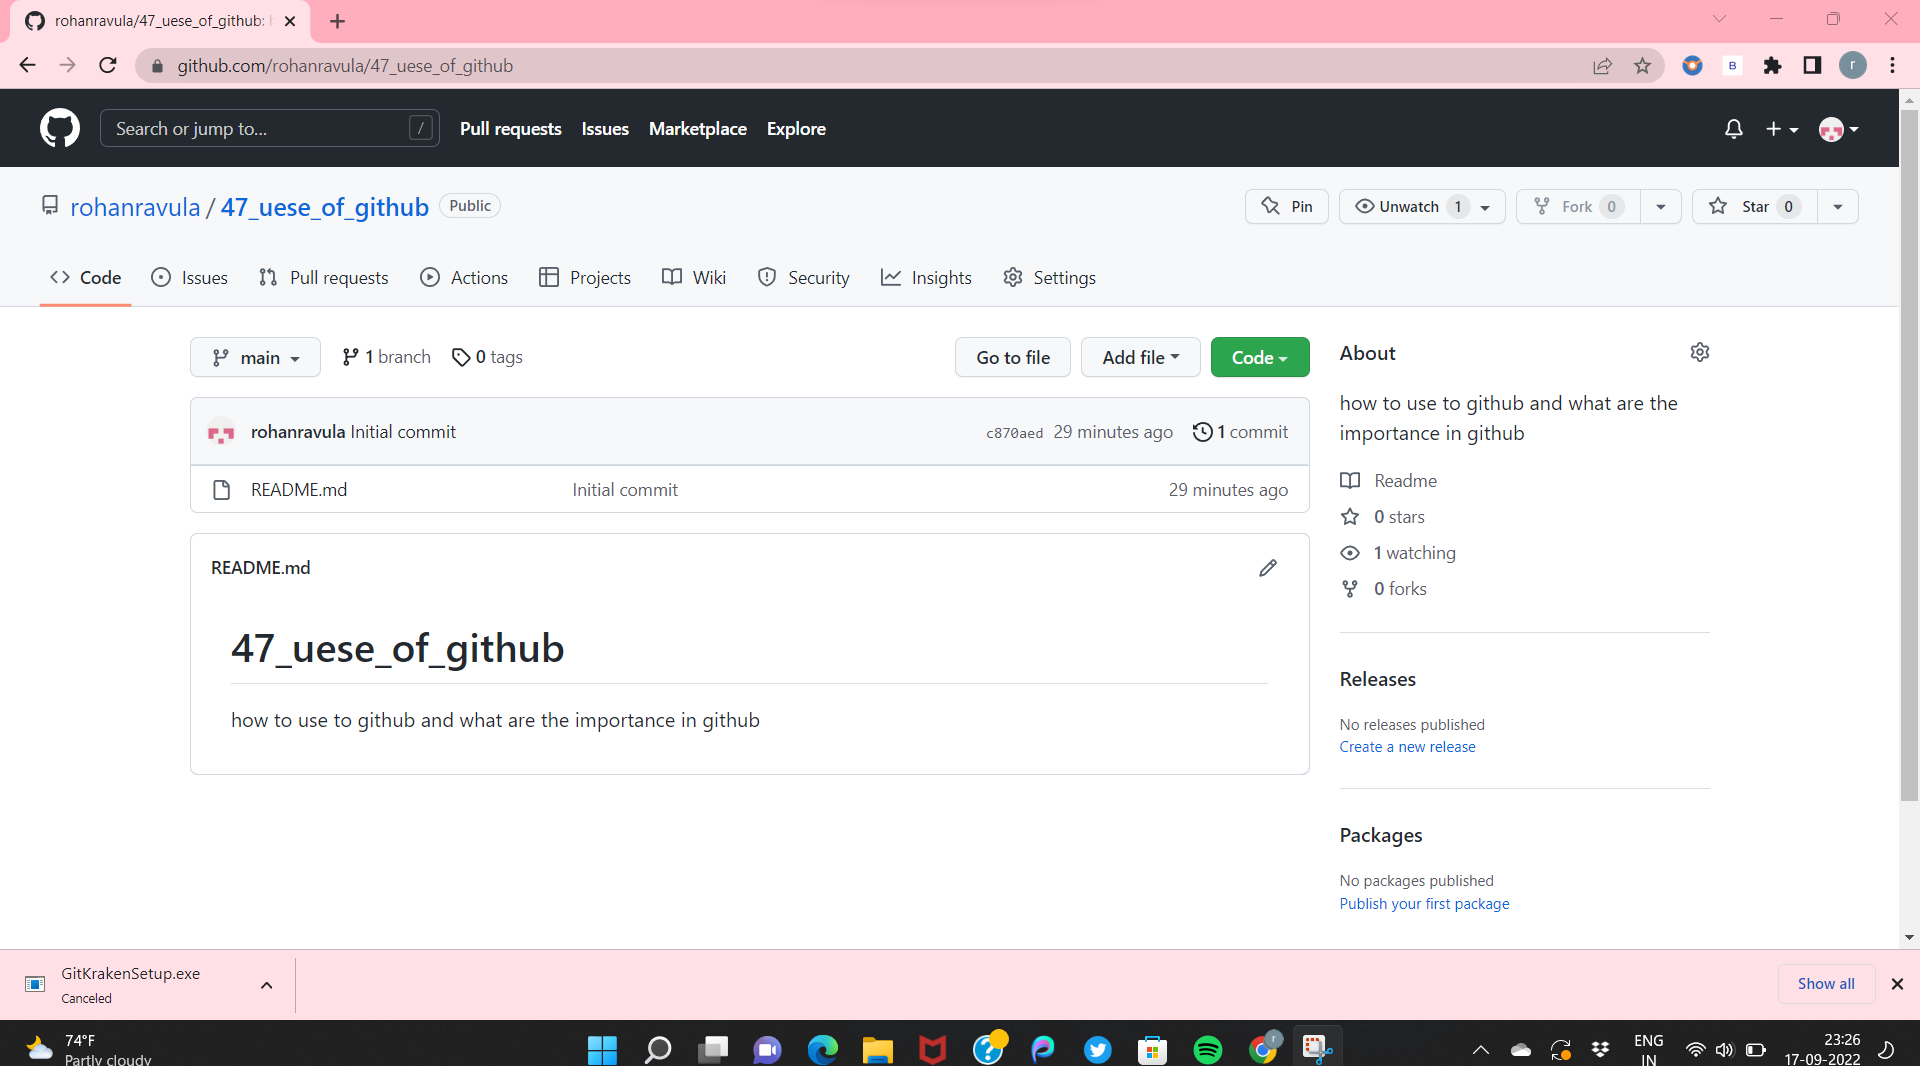 rohanravula/47_uese_of_github: h
github.com/rohanravula/47_uese_of_github
B
r
Search or jump to...
/
Pull requests Issues Marketplace Explore
rohanravula / 47_uese_of_github Public
Pin
Unwatch 1
Fork 0
Star 0
Code Issues Pull requests Actions Projects Wiki Security Insights Settings
main
1 branch
0 tags
Go to file
Add file
Code
rohanravula Initial commit
c870aed 29 minutes ago 1 commit
README.md Initial commit 29 minutes ago
README.md
47_uese_of_github
how to use to github and what are the importance in github
About
how to use to github and what are the
importance in github
Readme
0 stars
1 watching
0 forks
Releases
No releases published
Create a new release
Packages
No packages published
Publish your first package
GitKrakenSetup.exe
Canceled
Show all
74°F
Partly cloudy
r
ENG
IN
23:26
17-09-2022